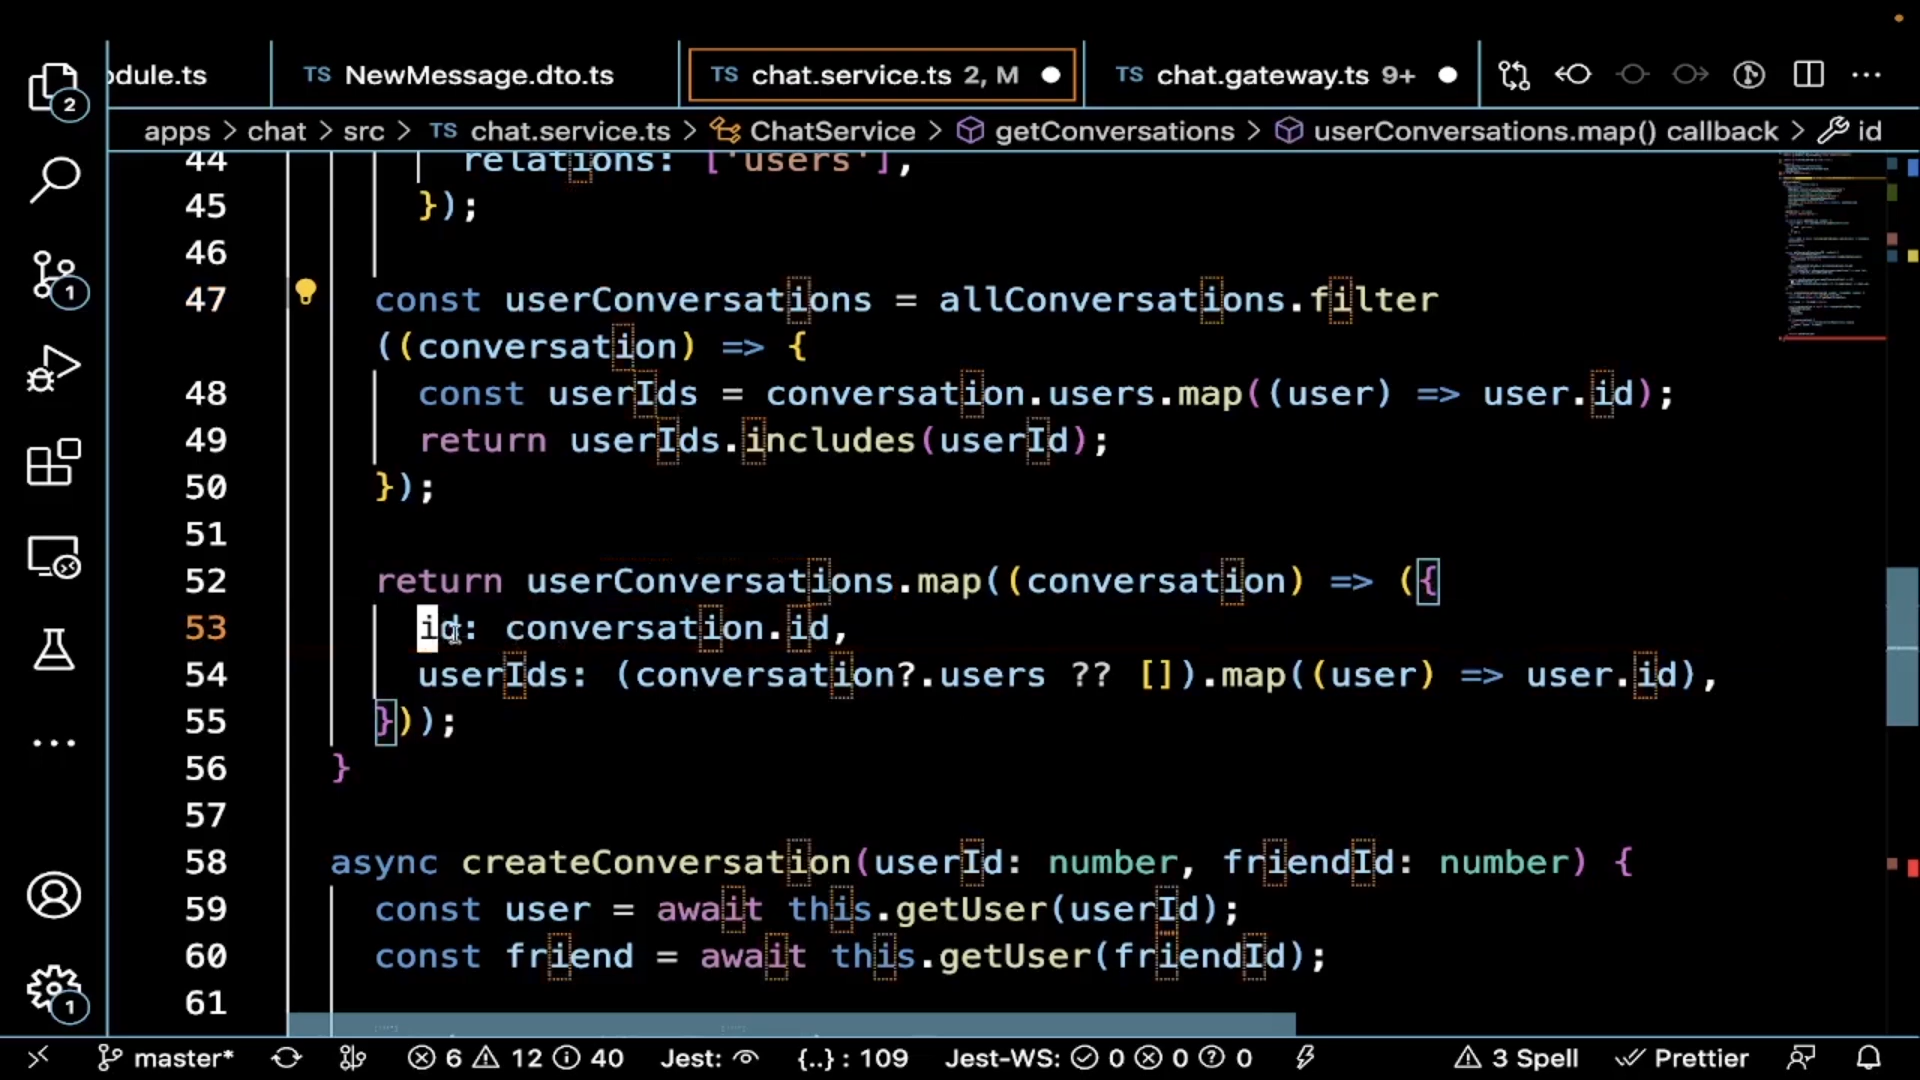 dule.ts
TS NewMessage.dto.ts
TS chat.service.ts 2, M
TS chat.gateway.ts 9+
2
apps > chat > src > TS chat.service.ts > ChatService > getConversations > userConversations.map() callback > id
44 relations: ['users'],
45 });
46
47 const userConversations = allConversations.filter
((conversation) => {
48 const userIds = conversation.users.map((user) => user.id);
49 return userIds.includes(userId);
50 });
51
52 return userConversations.map((conversation) => ({
53 id: conversation.id,
54 userIds: (conversation?.users ?? []).map((user) => user.id),
55 }));
56 }
57
58 async createConversation(userId: number, friendId: number) {
59 const user = await this.getUser(userId);
60 const friend = await this.getUser(friendId);
61
1
1
master* 6 12 40 Jest: {..} : 109 Jest-WS: 0 0 0 3 Spell Prettier